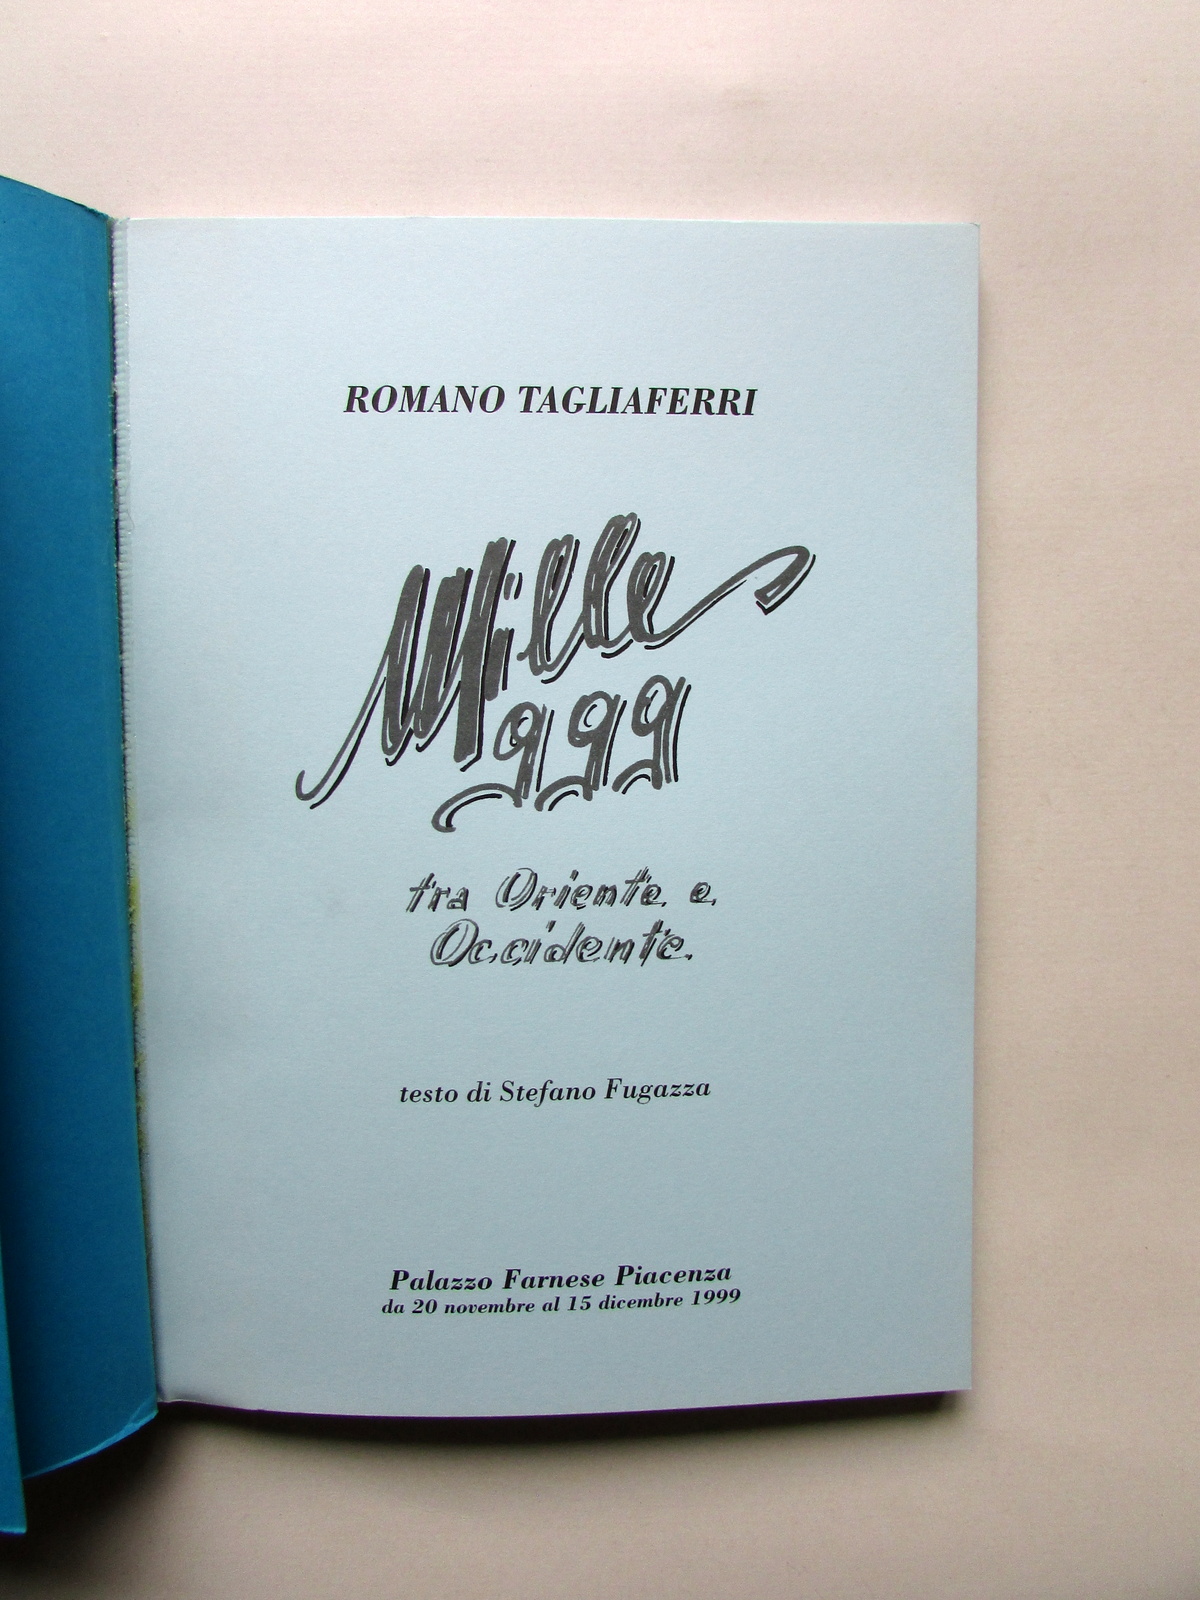 ROMANO TAGLIAFERRI
Mille
999
tra Oriente e
Occidente.
testo di Stefano Fugazza
Palazzo Farnese Piacenza
da 20 novembre al 15 dicembre 1999